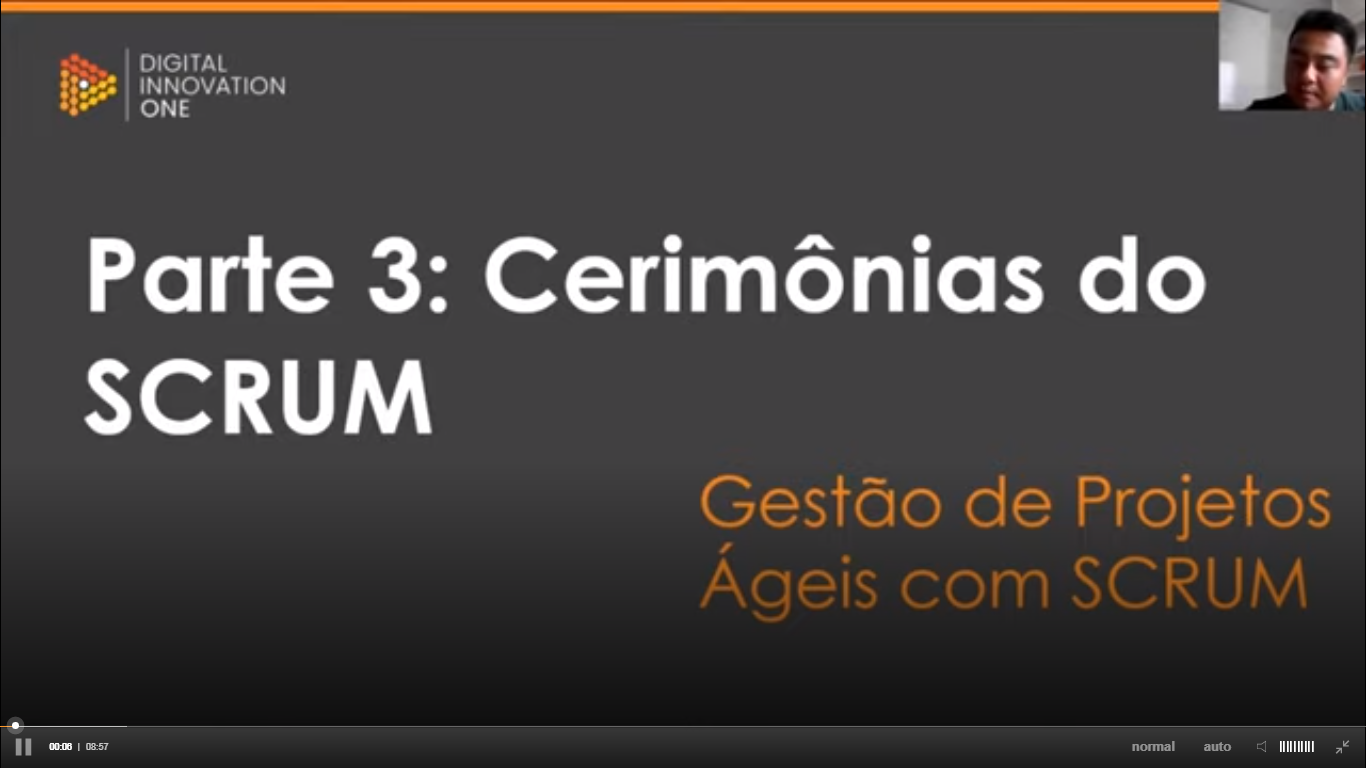 DIGITAL
INNOVATION
ONE
Parte 3: Cerimônias do
SCRUM
Gestão de Projetos
Ágeis com SCRUM
00:06 | 08:57
normal
auto